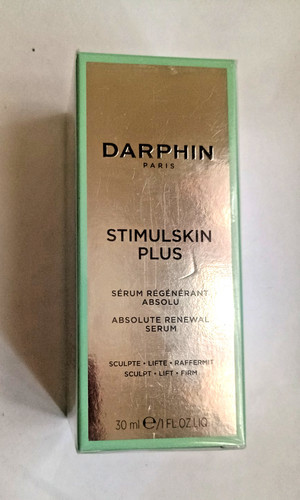 DARPHIN
PARIS
STIMULSKIN
PLUS
SÉRUM RÉGÉNÉRANT
ABSOLU
ABSOLUTE RENEWAL
SERUM
SCULPTE • LIFTE • RAFFERMIT
SCULPT • LIFT • FIRM
30 ml ℮/1 FL.OZ.LIQ